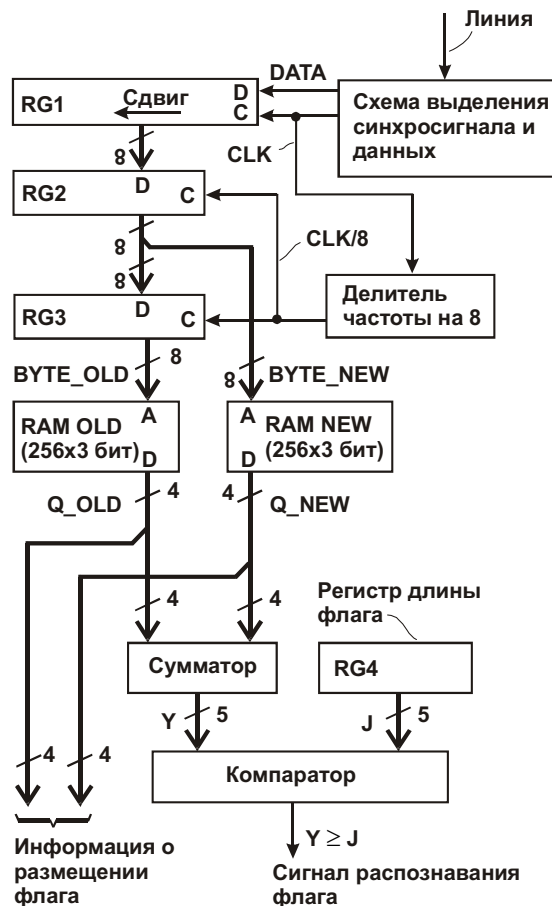 Линия
DATA
RG1
Сдвиг
D
C
Схема выделения
синхросигнала и
данных
CLK
8
D
RG2
C
8
CLK/8
8
D
RG3
C
Делитель
частоты на 8
BYTE_OLD
8
8
BYTE_NEW
RAM OLD
(256x3 бит)
A
D
A
D
RAM NEW
(256x3 бит)
Q_OLD
4
4
Q_NEW
Регистр длины
флага
4
4
Сумматор
RG4
Y
5
J
5
4
4
Компаратор
Информация о
размещении
флага
Y ≥ J
Сигнал распознавания
флага